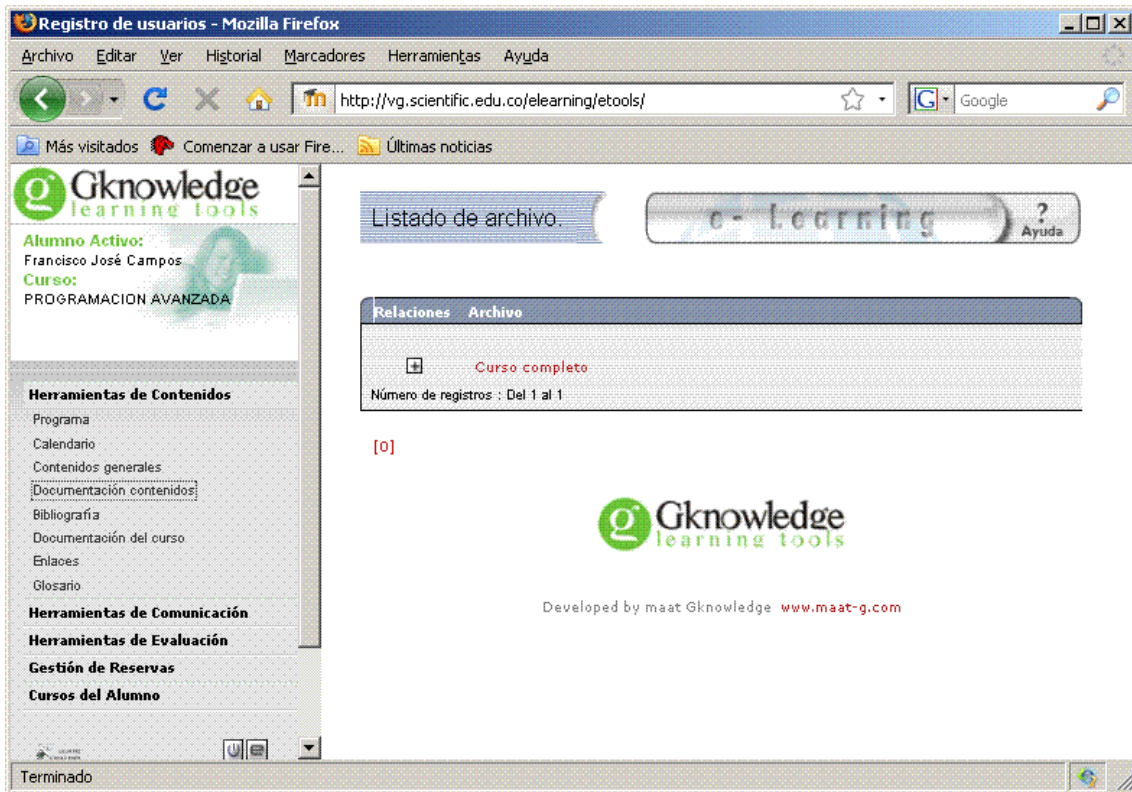 Registro de usuarios - Mozilla Firefox
Archivo Editar Ver Historial Marcadores Herramientas Ayuda
http://vg.scientific.edu.co/elearning/etools/
G Google
Más visitados Comenzar a usar Fire... Últimas noticias
g Gknowledge
learning tools
Alumno Activo:
Francisco José Campos
Curso:
PROGRAMACION AVANZADA
Herramientas de Contenidos
Programa
Calendario
Contenidos generales
Documentación contenidos
Bibliografía
Documentación del curso
Enlaces
Glosario
Herramientas de Comunicación
Herramientas de Evaluación
Gestión de Reservas
Cursos del Alumno
Listado de archivo.
e- Learning
?
Ayuda
Relaciones Archivo
+ Curso completo
Número de registros : Del 1 al 1
[0]
g Gknowledge
learning tools
Developed by maat Gknowledge www.maat-g.com
Terminado